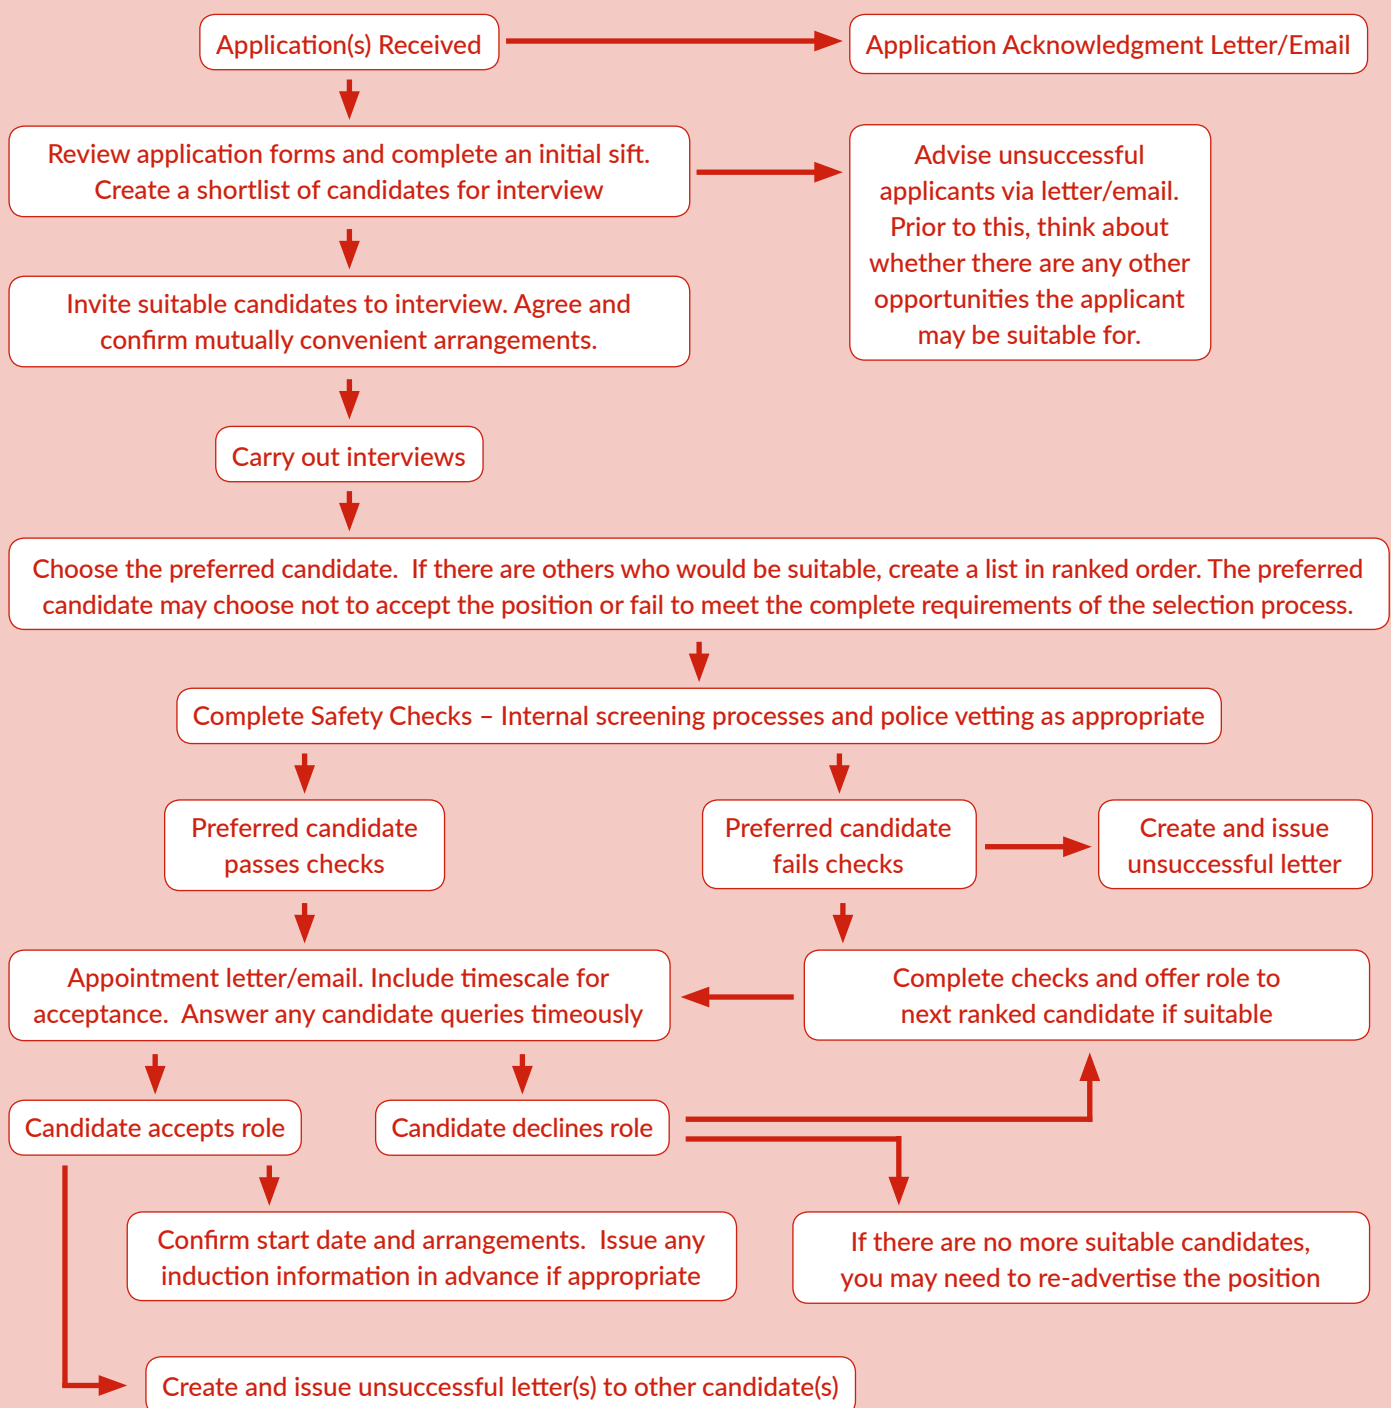 Application(s) Received
Application Acknowledgment Letter/Email
Review application forms and complete an initial sift.
Create a shortlist of candidates for interview
Advise unsuccessful
applicants via letter/email.
Prior to this, think about
whether there are any other
opportunities the applicant
may be suitable for.
Invite suitable candidates to interview. Agree and
confirm mutually convenient arrangements.
Carry out interviews
Choose the preferred candidate.  If there are others who would be suitable, create a list in ranked order. The preferred
candidate may choose not to accept the position or fail to meet the complete requirements of the selection process.
Complete Safety Checks – Internal screening processes and police vetting as appropriate
Preferred candidate
passes checks
Preferred candidate
fails checks
Create and issue
unsuccessful letter
Appointment letter/email. Include timescale for
acceptance.  Answer any candidate queries timeously
Complete checks and offer role to
next ranked candidate if suitable
Candidate accepts role
Candidate declines role
Confirm start date and arrangements.  Issue any
induction information in advance if appropriate
If there are no more suitable candidates,
you may need to re-advertise the position
Create and issue unsuccessful letter(s) to other candidate(s)